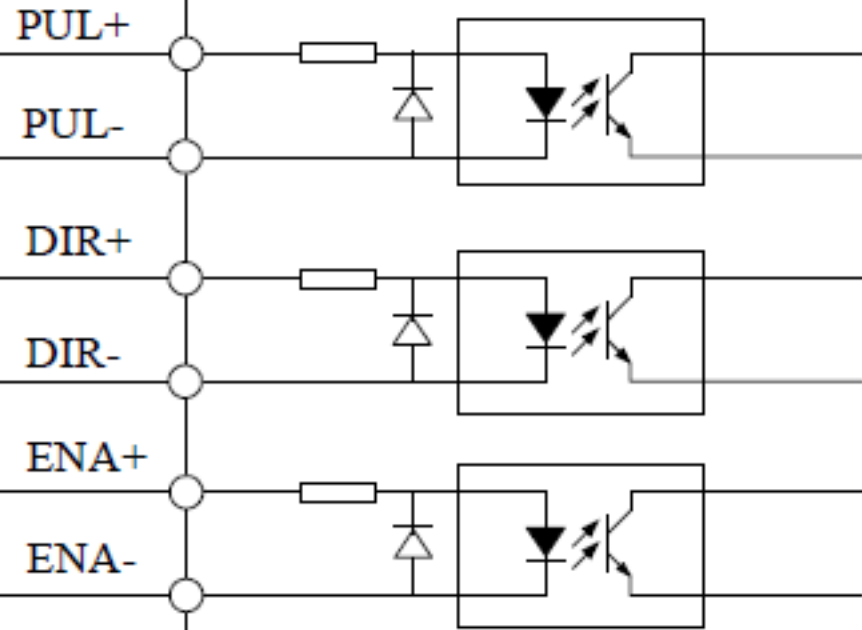 PUL+
PUL-
DIR+
DIR-
ENA+
ENA-